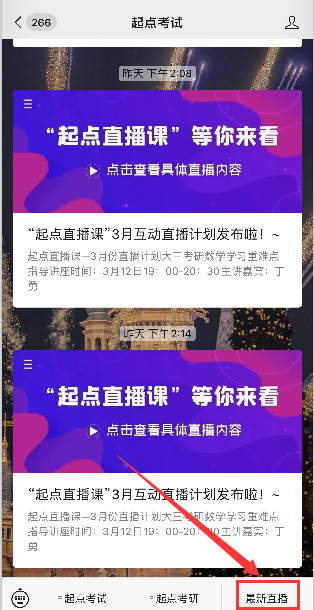 266
起点考试
昨天 下午2:08
“起点直播课”等你来看
点击查看具体直播内容
“起点直播课”3月互动直播计划发布啦！~
起点直播课—3月份直播计划大三考研数学学习重难点
指导讲座时间：3月12日19：00-20：30主讲嘉宾：丁
勇
昨天 下午2:14
“起点直播课”等你来看
点击查看具体直播内容
“起点直播课”3月互动直播计划发布啦！~
起点直播课—3月份直播计划大三考研数学学习重难点
指导讲座时间：3月12日19：00-20：30主讲嘉宾：丁
勇
起点考试
起点考研
最新直播